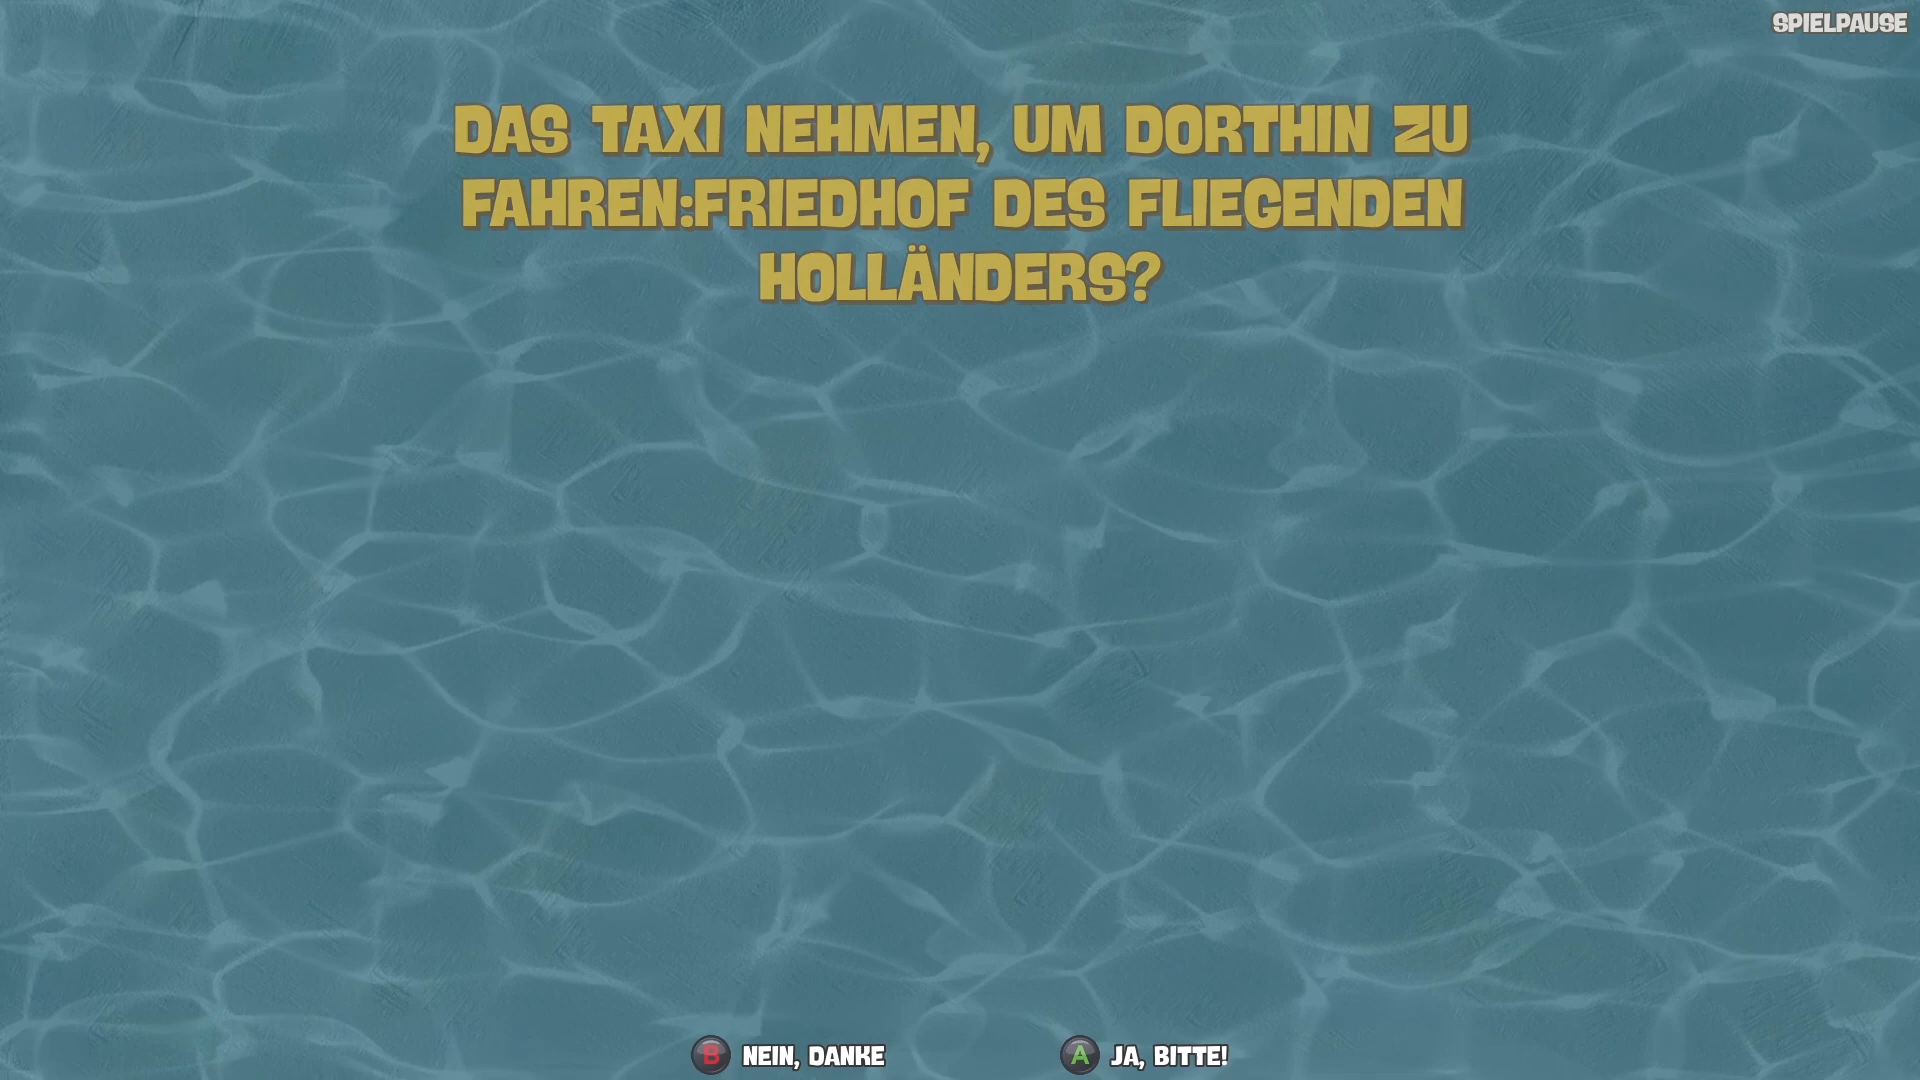 SPIELPAUSE
DAS TAXI NEHMEN, UM DORTHIN ZU
FAHREN:FRIEDHOF DES FLIEGENDEN
HOLLÄNDERS?
B NEIN, DANKE
A JA, BITTE!